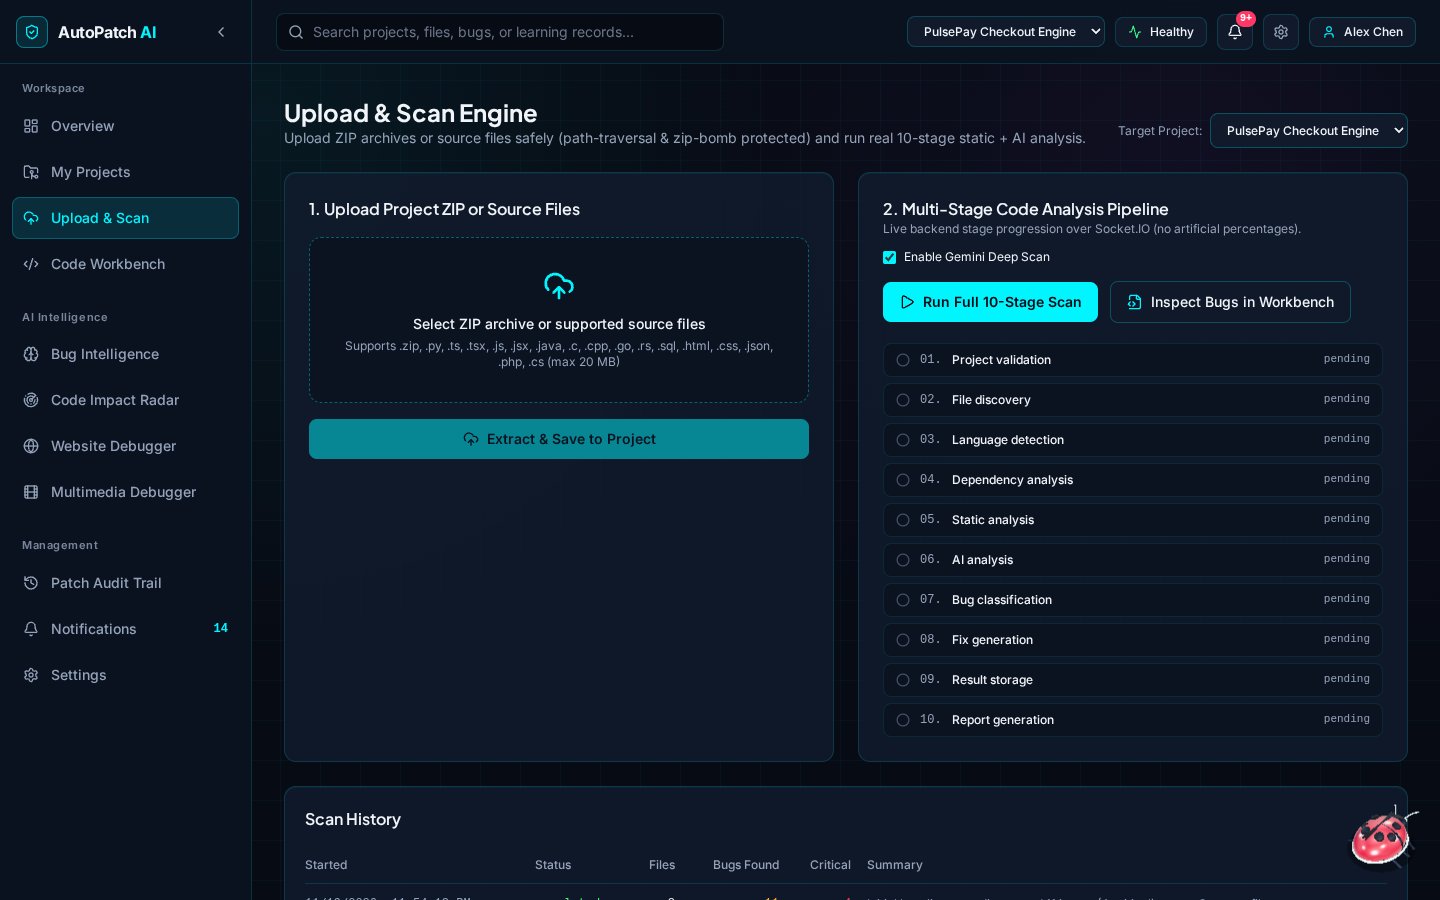 AutoPatch AI
Search projects, files, bugs, or learning records...
PulsePay Checkout Engine
Healthy
9+
Alex Chen
Workspace
Overview
My Projects
Upload & Scan
Code Workbench
AI Intelligence
Bug Intelligence
Code Impact Radar
Website Debugger
Multimedia Debugger
Management
Patch Audit Trail
Notifications 14
Settings
Upload & Scan Engine
Upload ZIP archives or source files safely (path-traversal & zip-bomb protected) and run real 10-stage static + AI analysis.
Target Project: PulsePay Checkout Engine
1. Upload Project ZIP or Source Files
Select ZIP archive or supported source files
Supports .zip, .py, .ts, .tsx, .js, .jsx, .java, .c, .cpp, .go, .rs, .sql, .html, .css, .json,
.php, .cs (max 20 MB)
Extract & Save to Project
2. Multi-Stage Code Analysis Pipeline
Live backend stage progression over Socket.IO (no artificial percentages).
Enable Gemini Deep Scan
Run Full 10-Stage Scan
Inspect Bugs in Workbench
01. Project validation pending
02. File discovery pending
03. Language detection pending
04. Dependency analysis pending
05. Static analysis pending
06. AI analysis pending
07. Bug classification pending
08. Fix generation pending
09. Result storage pending
10. Report generation pending
Scan History
Started Status Files Bugs Found Critical Summary